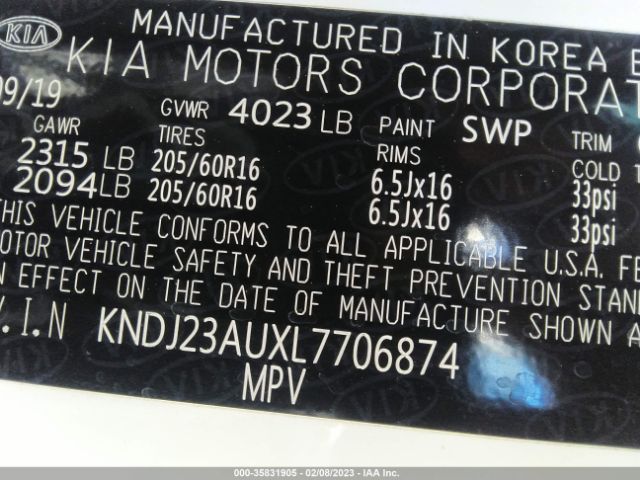 KIA
MANUFACTURED IN KOREA B
KIA MOTORS CORPORAT
09/19
GVWR 4023 LB PAINT SWP TRIM
GAWR TIRES RIMS COLD
2315 LB 205/60R16 6.5Jx16 33psi
2094LB 205/60R16 6.5Jx16 33psi
THIS VEHICLE CONFORMS TO ALL APPLICABLE U.S.A. FE
MOTOR VEHICLE SAFETY AND THEFT PREVENTION STAN
N EFFECT ON THE DATE OF MANUFACTURE SHOWN A
V.I.N KNDJ23AUXL7706874
MPV
000-35831905 - 02/08/2023 - IAA Inc.